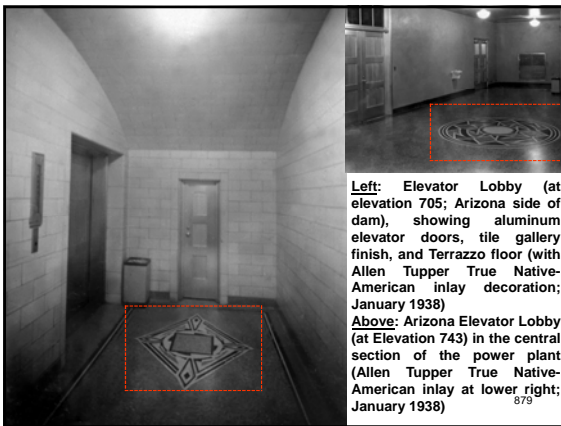 Left: Elevator Lobby (at
elevation 705; Arizona side of
dam), showing aluminum
elevator doors, tile gallery
finish, and Terrazzo floor (with
Allen Tupper True Native-
American inlay decoration;
January 1938)
Above: Arizona Elevator Lobby
(at Elevation 743) in the central
section of the power plant
(Allen Tupper True Native-
American inlay at lower right;
January 1938)
879